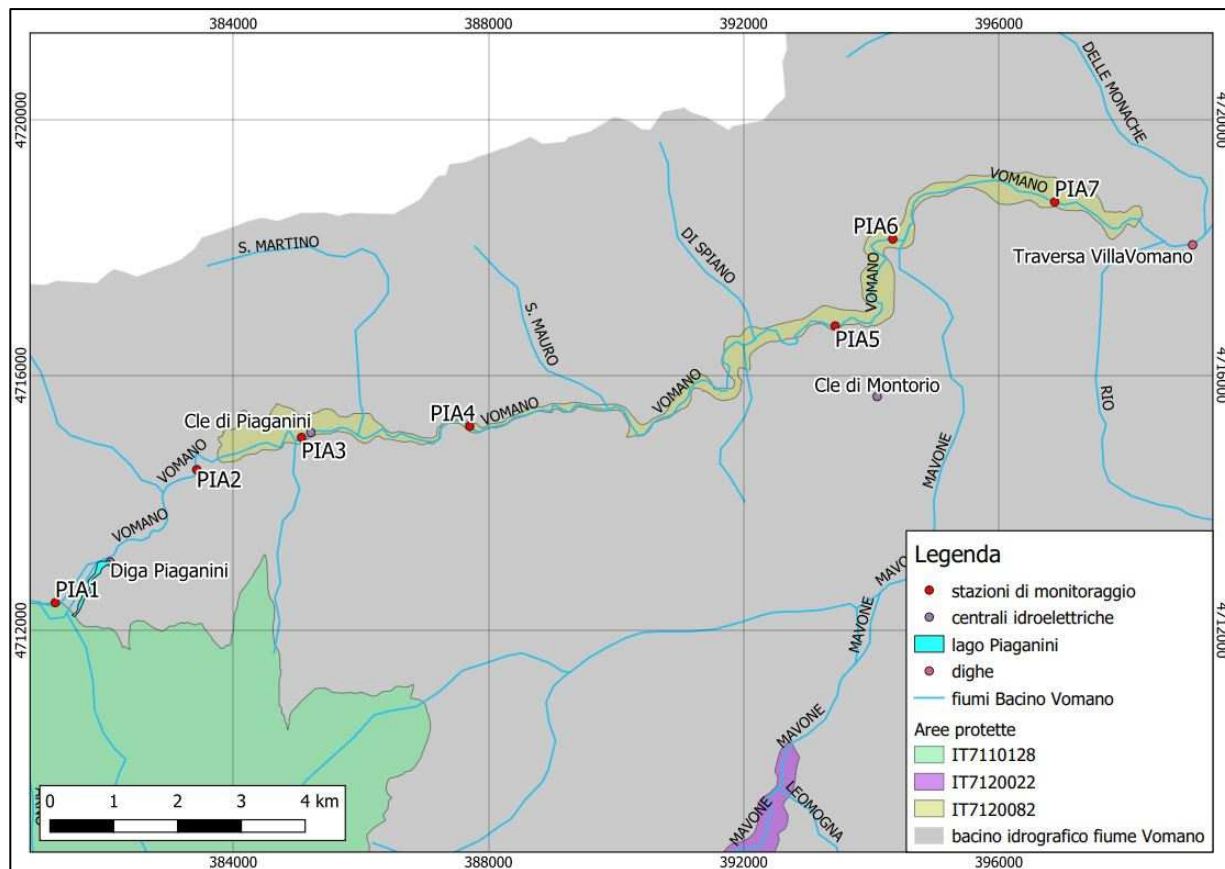 384000
388000
392000
396000
4720000
4720000
DELLE MONACHE
VOMANO
PIA7
S. MARTINO
DI SPIANO
PIA6
Traversa VillaVomano
VOMANO
S. MAURO
PIA5
4716000
4716000
Cle di Montorio
VOMANO
RIO
Cle di Piaganini
PIA4
VOMANO
PIA3
MAVONE
VOMANO
PIA2
VOMANO
Diga Piaganini
PIA1
MAVO
4712000
4712000
MAVONE
MAVONE
MAVONE
LEOMOGNA
Legenda
stazioni di monitoraggio
centrali idroelettriche
lago Piaganini
dighe
fiumi Bacino Vomano
Aree protette
IT7110128
IT7120022
IT7120082
bacino idrografico fiume Vomano
0 1 2 3 4 km
384000
388000
392000
396000